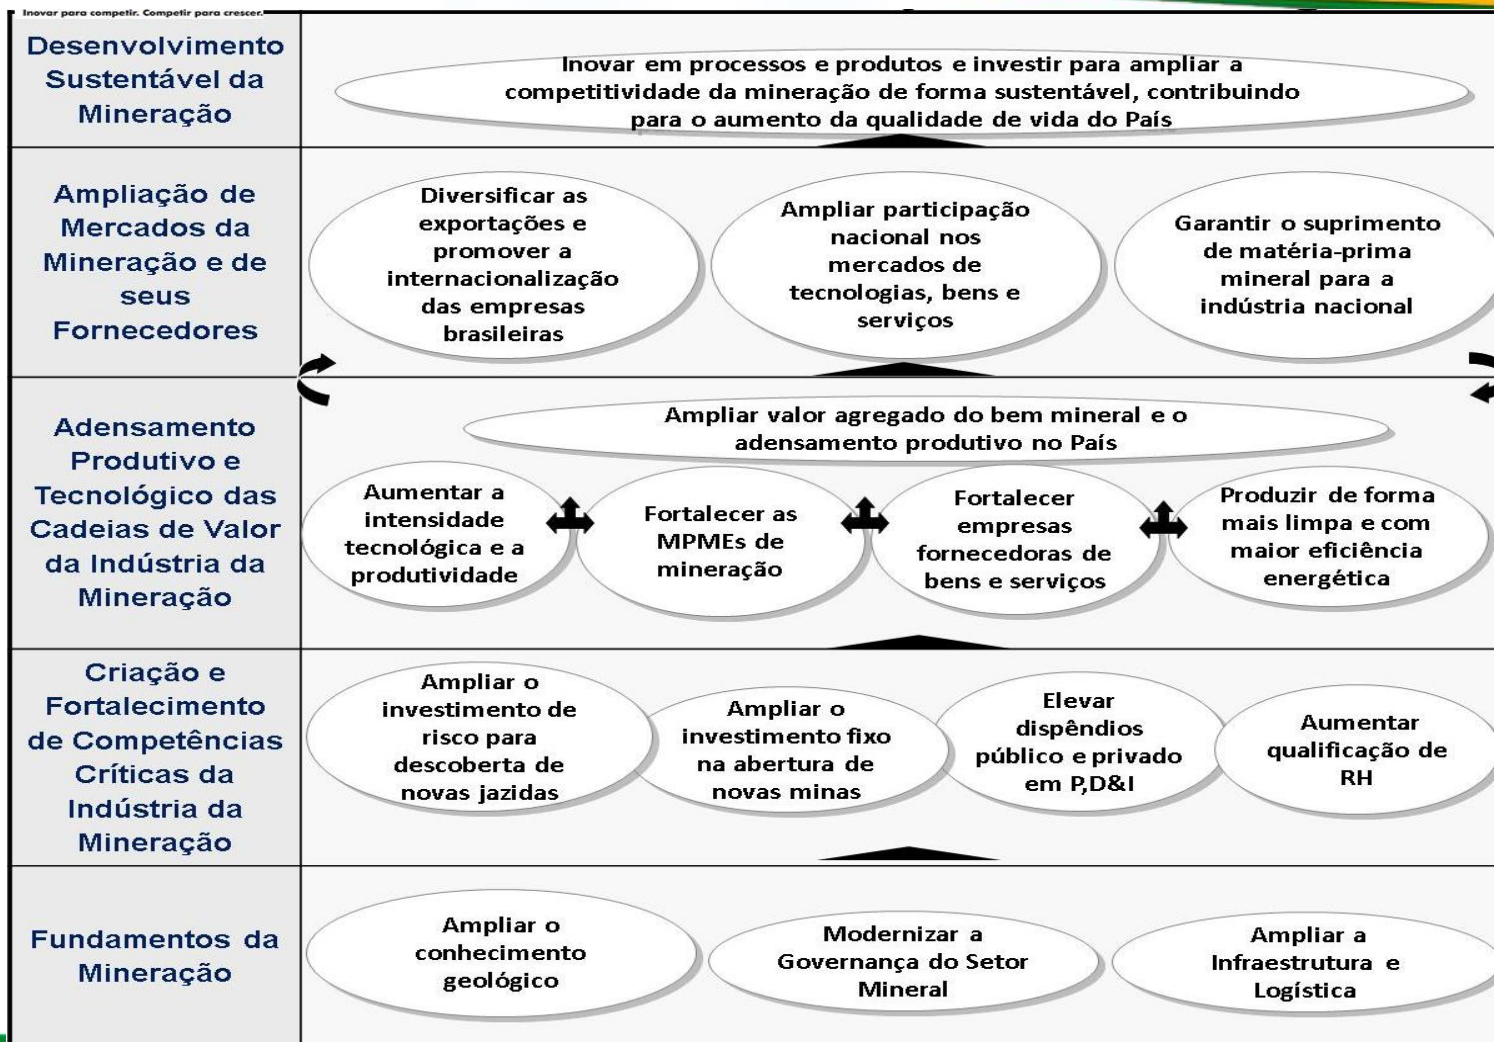 Inovar para competir. Competir para crescer.
Desenvolvimento
Sustentável da
Mineração
Inovar em processos e produtos e investir para ampliar a
competitividade da mineração de forma sustentável, contribuindo
para o aumento da qualidade de vida do País
Ampliação de
Mercados da
Mineração e de
seus
Fornecedores
Diversificar as
exportações e
promover a
internacionalização
das empresas
brasileiras
Ampliar participação
nacional nos
mercados de
tecnologias, bens e
serviços
Garantir o suprimento
de matéria-prima
mineral para a
indústria nacional
Adensamento
Produtivo e
Tecnológico das
Cadeias de Valor
da Indústria da
Mineração
Ampliar valor agregado do bem mineral e o
adensamento produtivo no País
Aumentar a
intensidade
tecnológica e a
produtividade
Fortalecer as
MPMEs de
mineração
Fortalecer
empresas
fornecedoras de
bens e serviços
Produzir de forma
mais limpa e com
maior eficiência
energética
Criação e
Fortalecimento
de Competências
Críticas da
Indústria da
Mineração
Ampliar o
investimento de
risco para
descoberta de
novas jazidas
Ampliar o
investimento fixo
na abertura de
novas minas
Elevar
dispêndios
público e privado
em P,D&I
Aumentar
qualificação de
RH
Fundamentos da
Mineração
Ampliar o
conhecimento
geológico
Modernizar a
Governança do Setor
Mineral
Ampliar a
Infraestrutura e
Logística